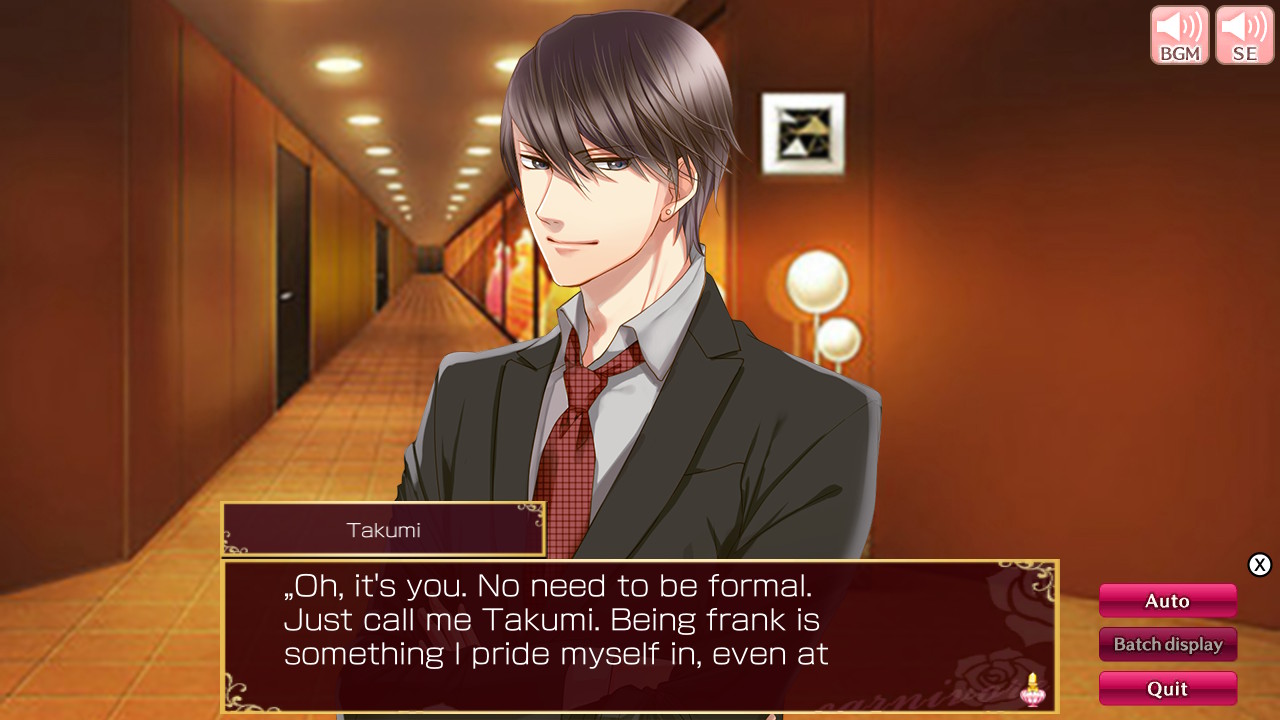 BGM
SE
Takumi
„Oh, it's you. No need to be formal.
Just call me Takumi. Being frank is
something I pride myself in, even at
X
Auto
Batch display
Quit